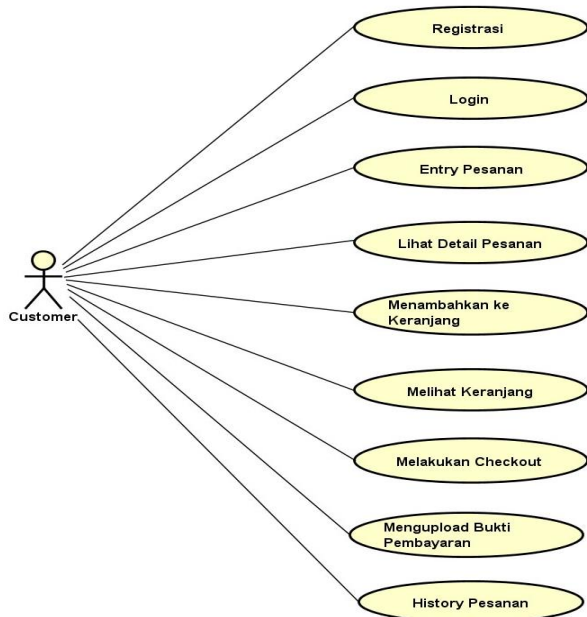 Registrasi
Login
Entry Pesanan
Lihat Detail Pesanan
Menambahkan ke
Keranjang
Customer
Melihat Keranjang
Melakukan Checkout
Mengupload Bukti
Pembayaran
History Pesanan